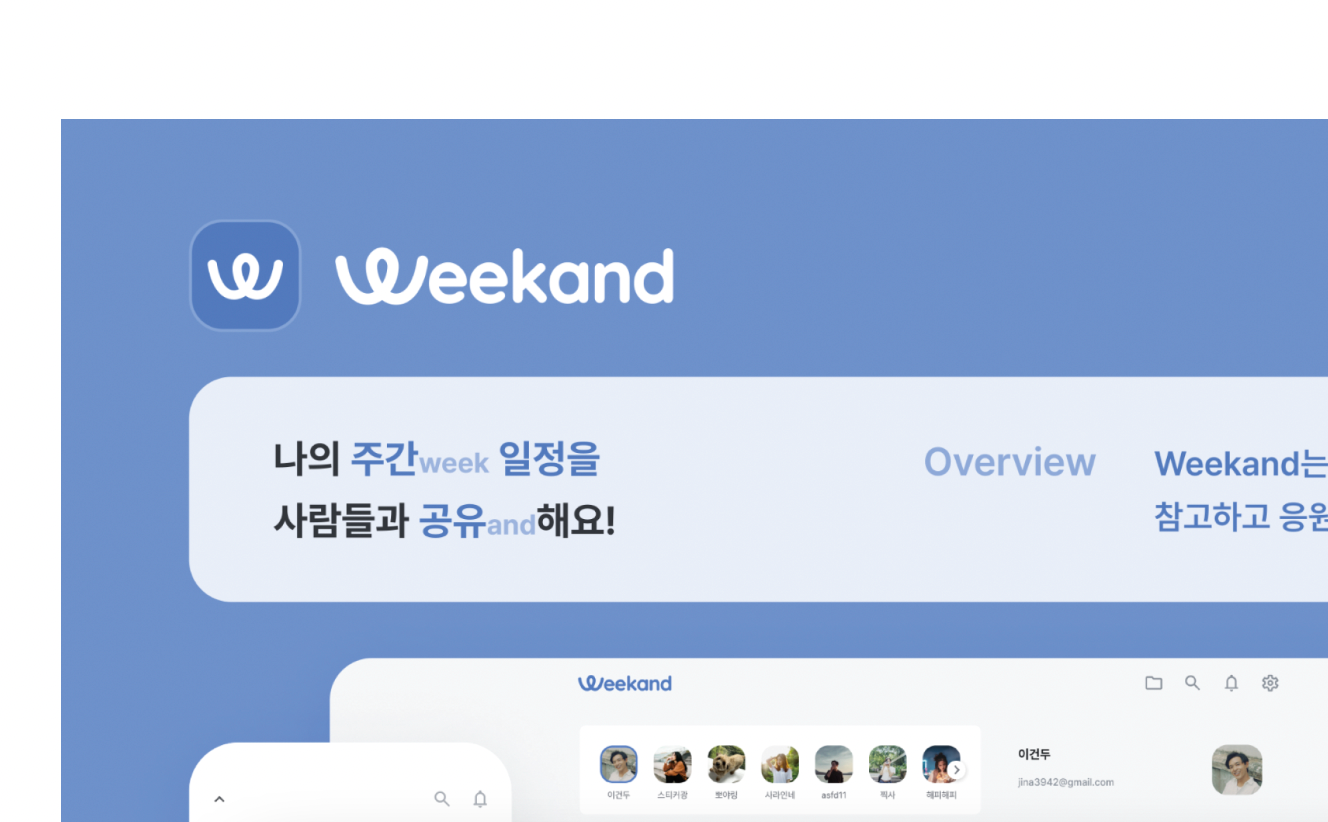 Weekand
나의 주간week 일정을
사람들과 공유and해요!
Overview
Weekand는
참고하고 응원
Weekand
이건두
스티커광
뽀야링
사라인네
asfd11
찍사
해피해피
이건두
jina3942@gmail.com